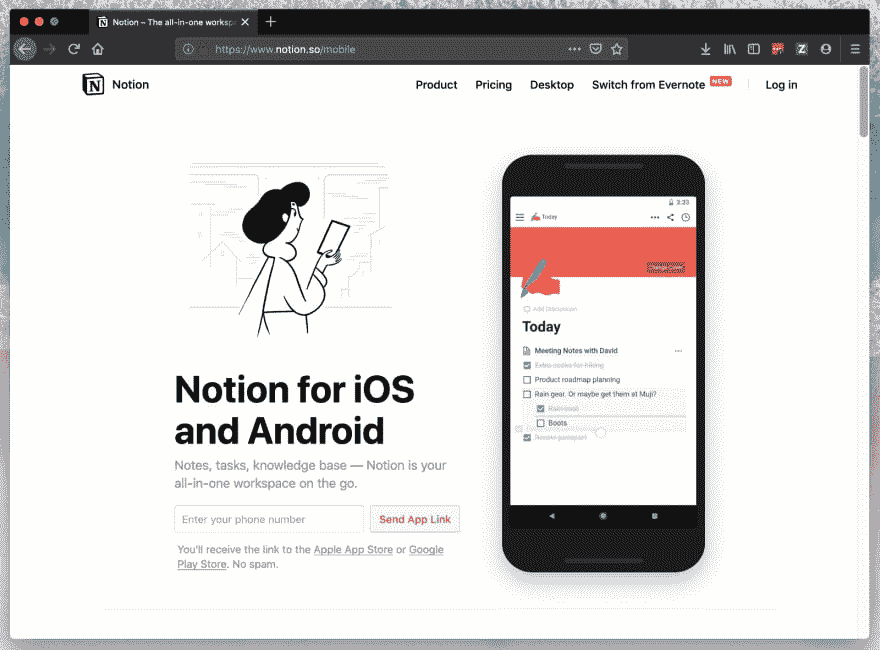 Notion – The all-in-one worksp
https://www.notion.so/mobile
Z
N Notion
Product Pricing Desktop Switch from Evernote NEW Log in
3:33
Today
Add Discussion
Today
Meeting Notes with David
Extra socks for hiking
Product roadmap planning
Rain gear. Or maybe get them at Muji?
Rain coat
Boots
Notion for iOS
and Android
Notes, tasks, knowledge base — Notion is your
all-in-one workspace on the go.
Enter your phone number Send App Link
You'll receive the link to the Apple App Store or Google
Play Store. No spam.